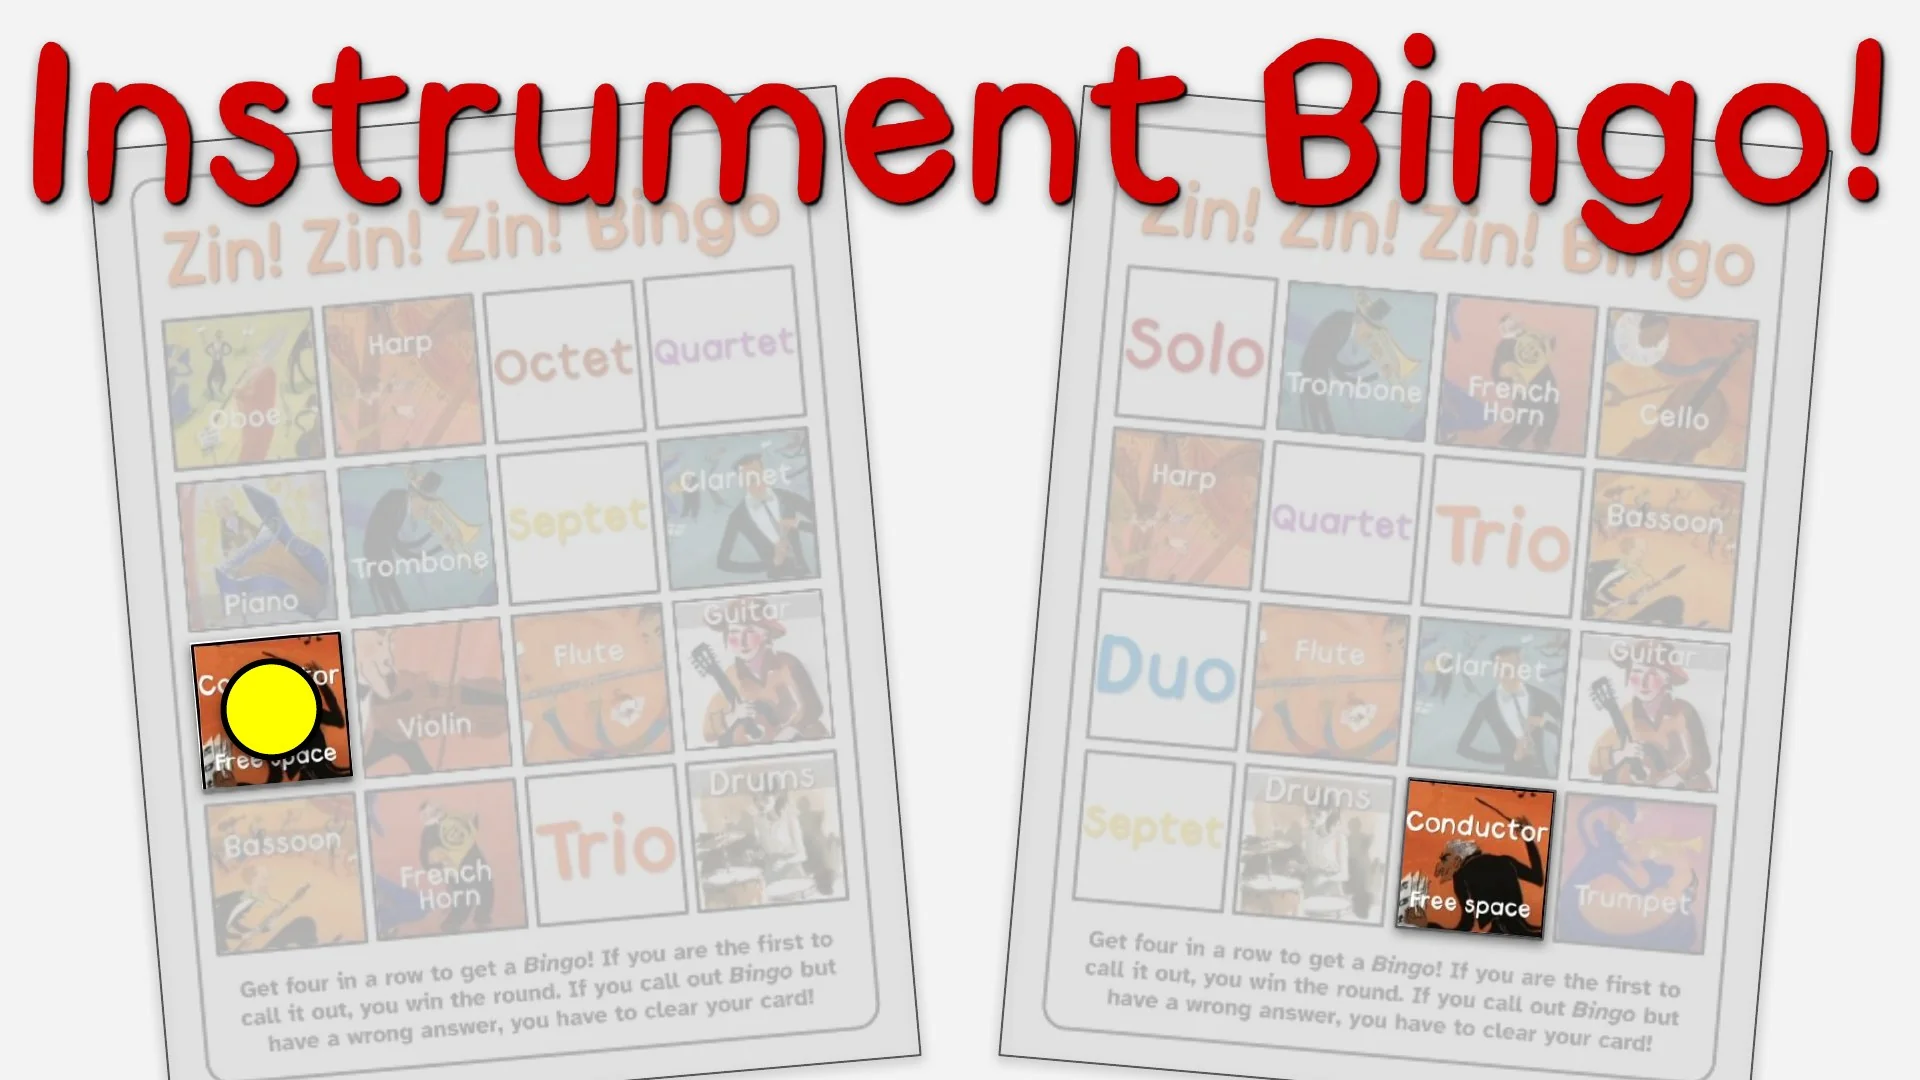 Instrument Bingo!
Zin! Zin! Zin! Bingo
Oboe
Harp
Octet
Quartet
Piano
Trombone
Septet
Clarinet
Free space
Violin
Flute
Guitar
Bassoon
French
Horn
Trio
Drums
Get four in a row to get a Bingo! If you are the first to
call it out, you win the round. If you call out Bingo but
have a wrong answer, you have to clear your card!
Zin! Zin! Zin! Bingo
Solo
Trombone
French
Horn
Cello
Harp
Quartet
Trio
Bassoon
Duo
Flute
Clarinet
Guitar
Septet
Drums
Conductor
Free space
Trumpet
Get four in a row to get a Bingo! If you are the first to
call it out, you win the round. If you call out Bingo but
have a wrong answer, you have to clear your card!